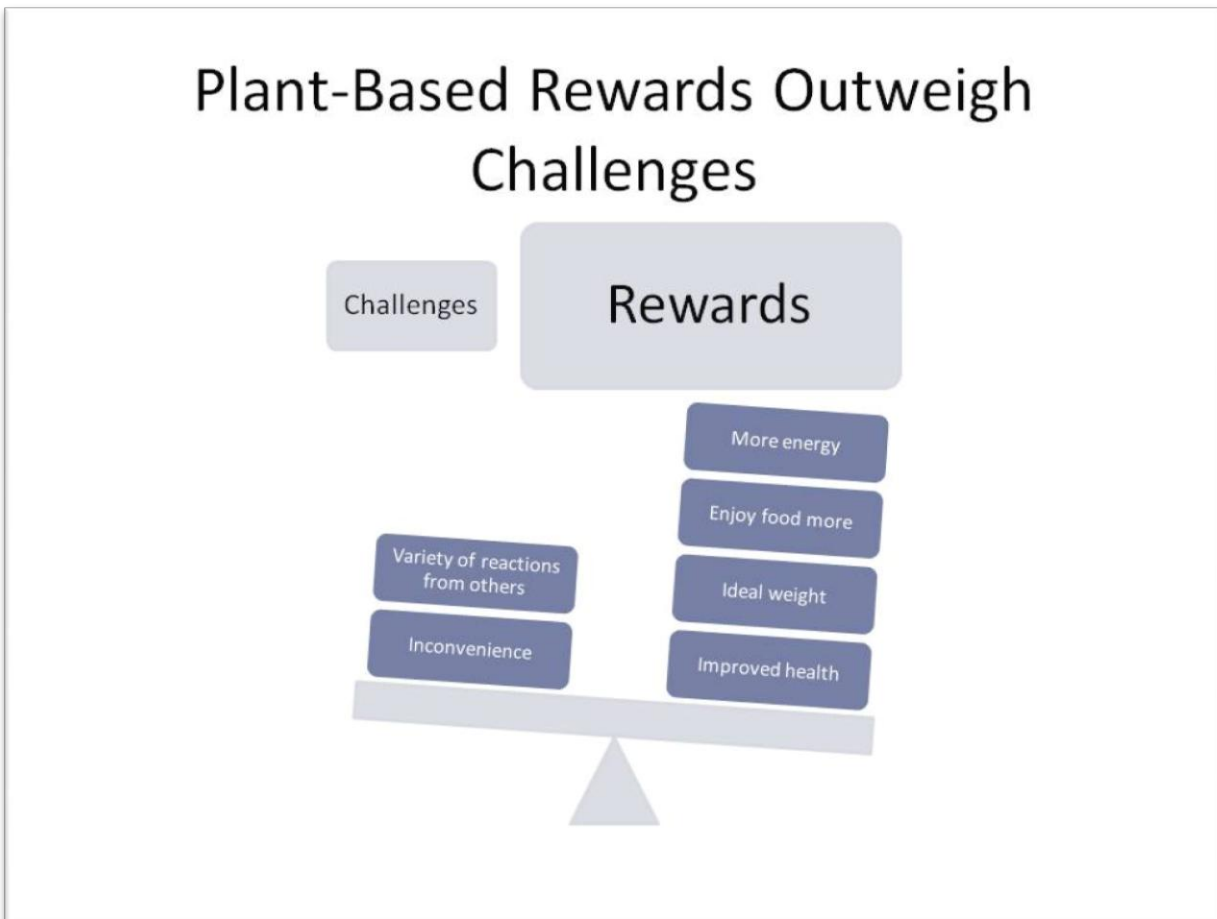 Plant-Based Rewards Outweigh
Challenges
Challenges
Rewards
More energy
Enjoy food more
Ideal weight
Improved health
Variety of reactions
from others
Inconvenience